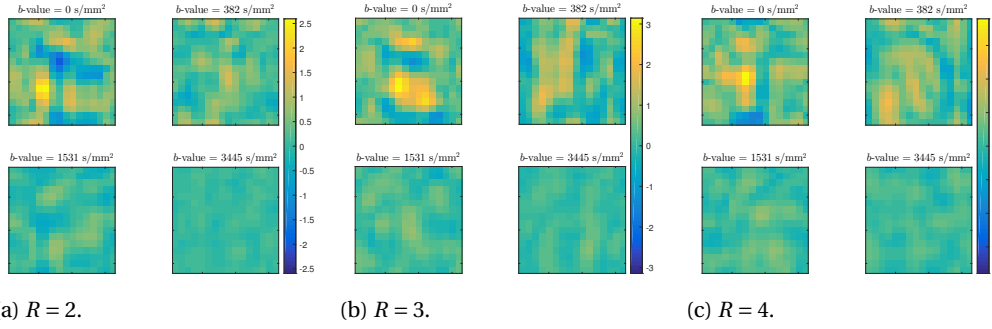 b-value = 0 s/mm²
b-value = 382 s/mm²
b-value = 0 s/mm²
b-value = 382 s/mm²
b-value = 0 s/mm²
b-value = 382 s/mm²
2.5
2
1.5
1
0.5
0
-0.5
-1
-1.5
-2
-2.5
3
2
1
0
-1
-2
-3
b-value = 1531 s/mm²
b-value = 3445 s/mm²
b-value = 1531 s/mm²
b-value = 3445 s/mm²
b-value = 1531 s/mm²
b-value = 3445 s/mm²
a) R = 2.
(b) R = 3.
(c) R = 4.